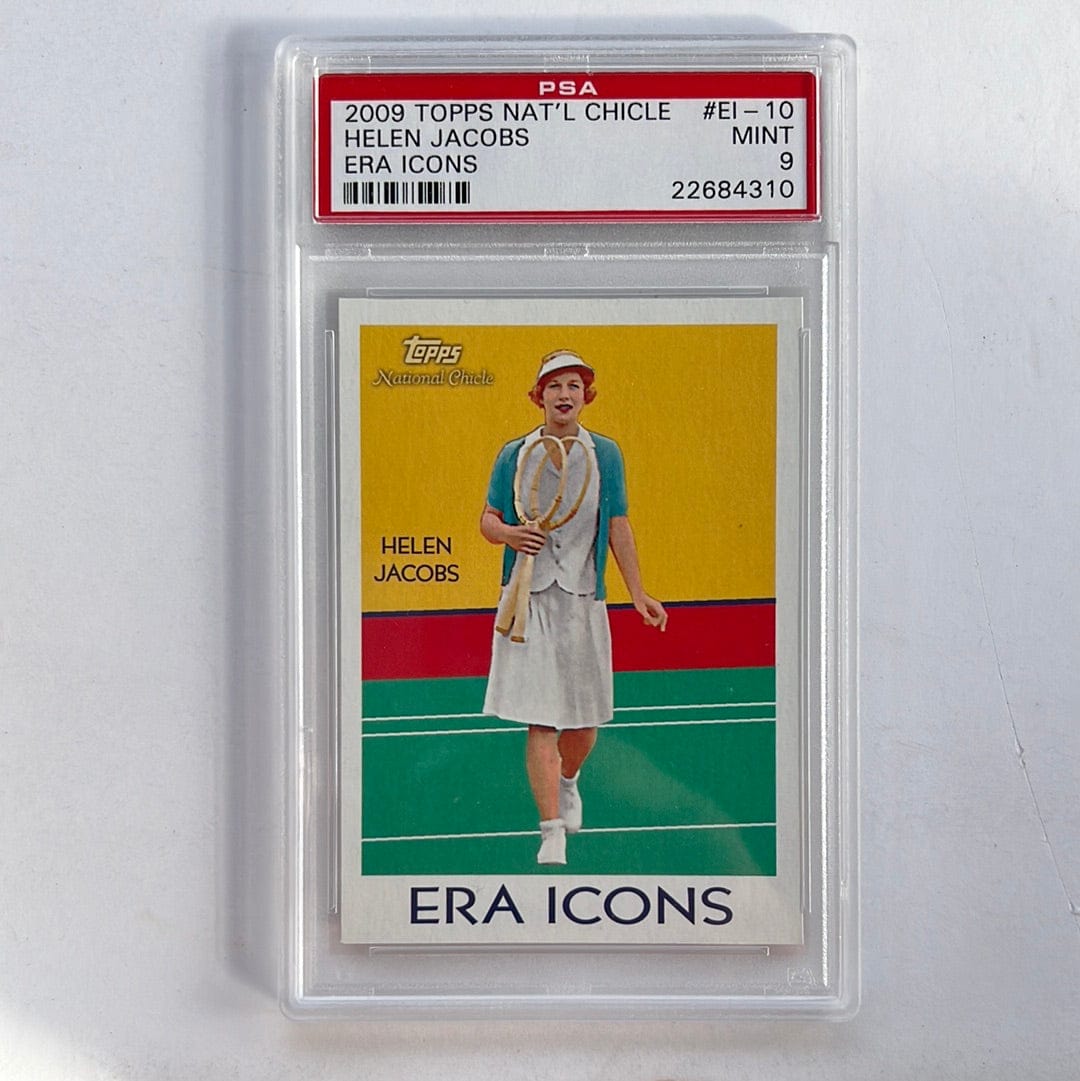 PSA
2009 TOPPS NAT'L CHICLE #EI-10
HELEN JACOBS MINT
ERA ICONS 9
22684310
Topps
National Chicle
HELEN
JACOBS
ERA ICONS